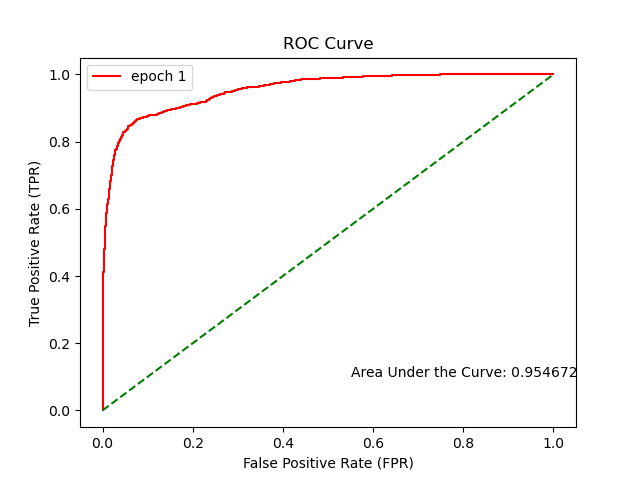 ROC Curve
epoch 1
1.0
0.8
0.6
0.4
0.2
0.0
True Positive Rate (TPR)
Area Under the Curve: 0.954672
0.0 0.2 0.4 0.6 0.8 1.0
False Positive Rate (FPR)